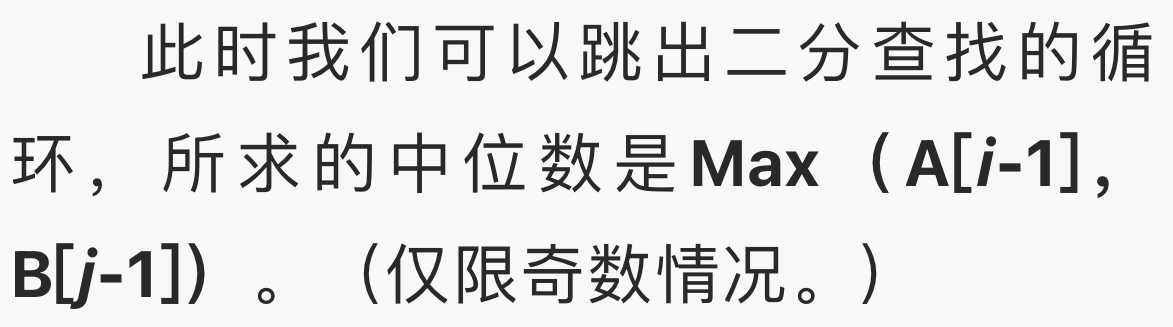 此时我们可以跳出二分查找的循
环，所求的中位数是Max（A[i-1]，
B[j-1]）。（仅限奇数情况。）